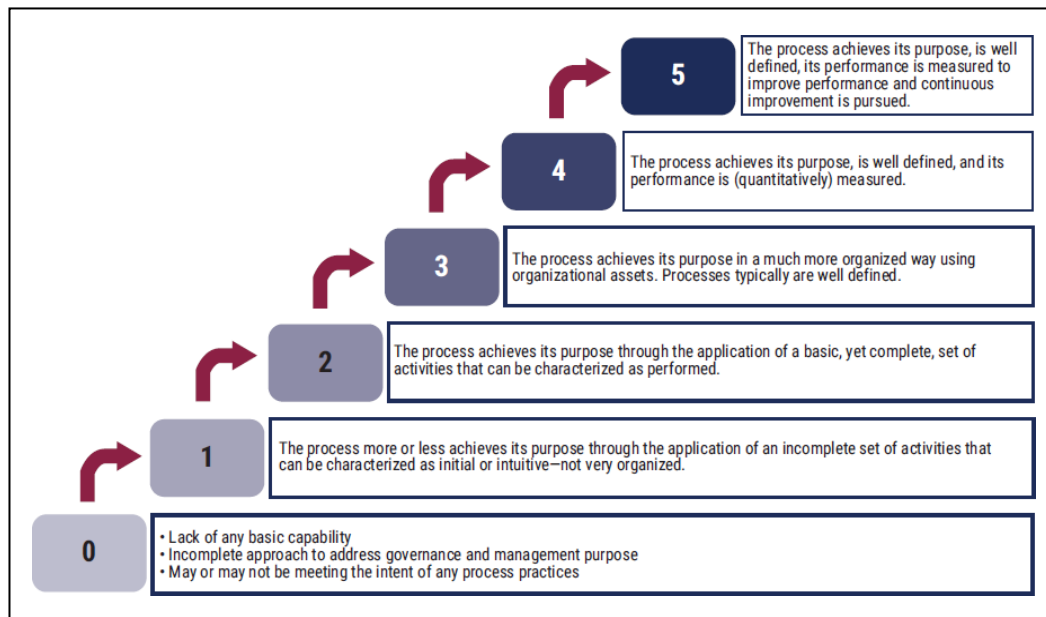 5
The process achieves its purpose, is well
defined, its performance is measured to
improve performance and continuous
improvement is pursued.
4
The process achieves its purpose, is well defined, and its
performance is (quantitatively) measured.
3
The process achieves its purpose in a much more organized way using
organizational assets. Processes typically are well defined.
2
The process achieves its purpose through the application of a basic, yet complete, set of
activities that can be characterized as performed.
1
The process more or less achieves its purpose through the application of an incomplete set of activities that
can be characterized as initial or intuitive—not very organized.
0
• Lack of any basic capability
• Incomplete approach to address governance and management purpose
• May or may not be meeting the intent of any process practices